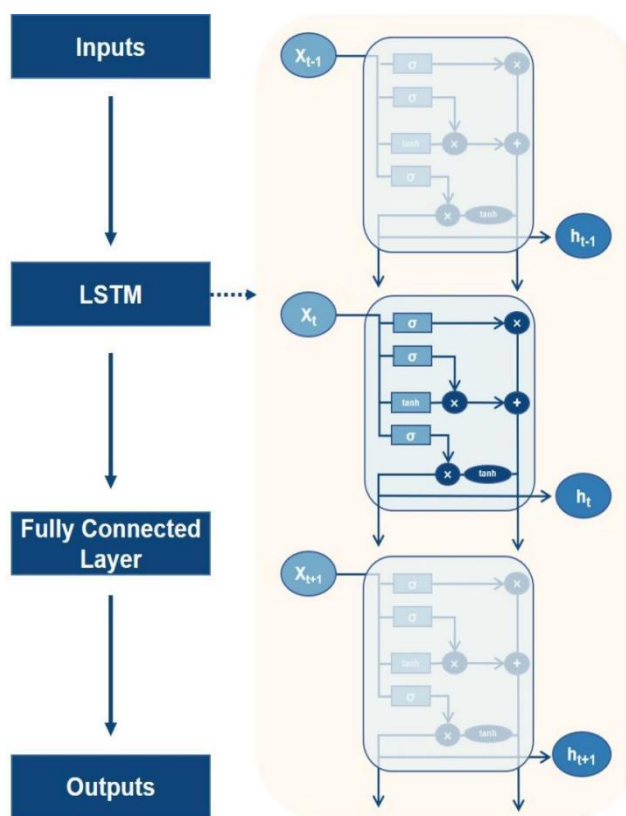 Inputs
LSTM
Fully Connected
Layer
Outputs
Xt-1
σ
×
σ
tanh
×
+
σ
×
tanh
ht-1
Xt
σ
×
σ
tanh
×
+
σ
×
tanh
ht
Xt+1
σ
×
σ
tanh
×
+
σ
×
tanh
ht+1